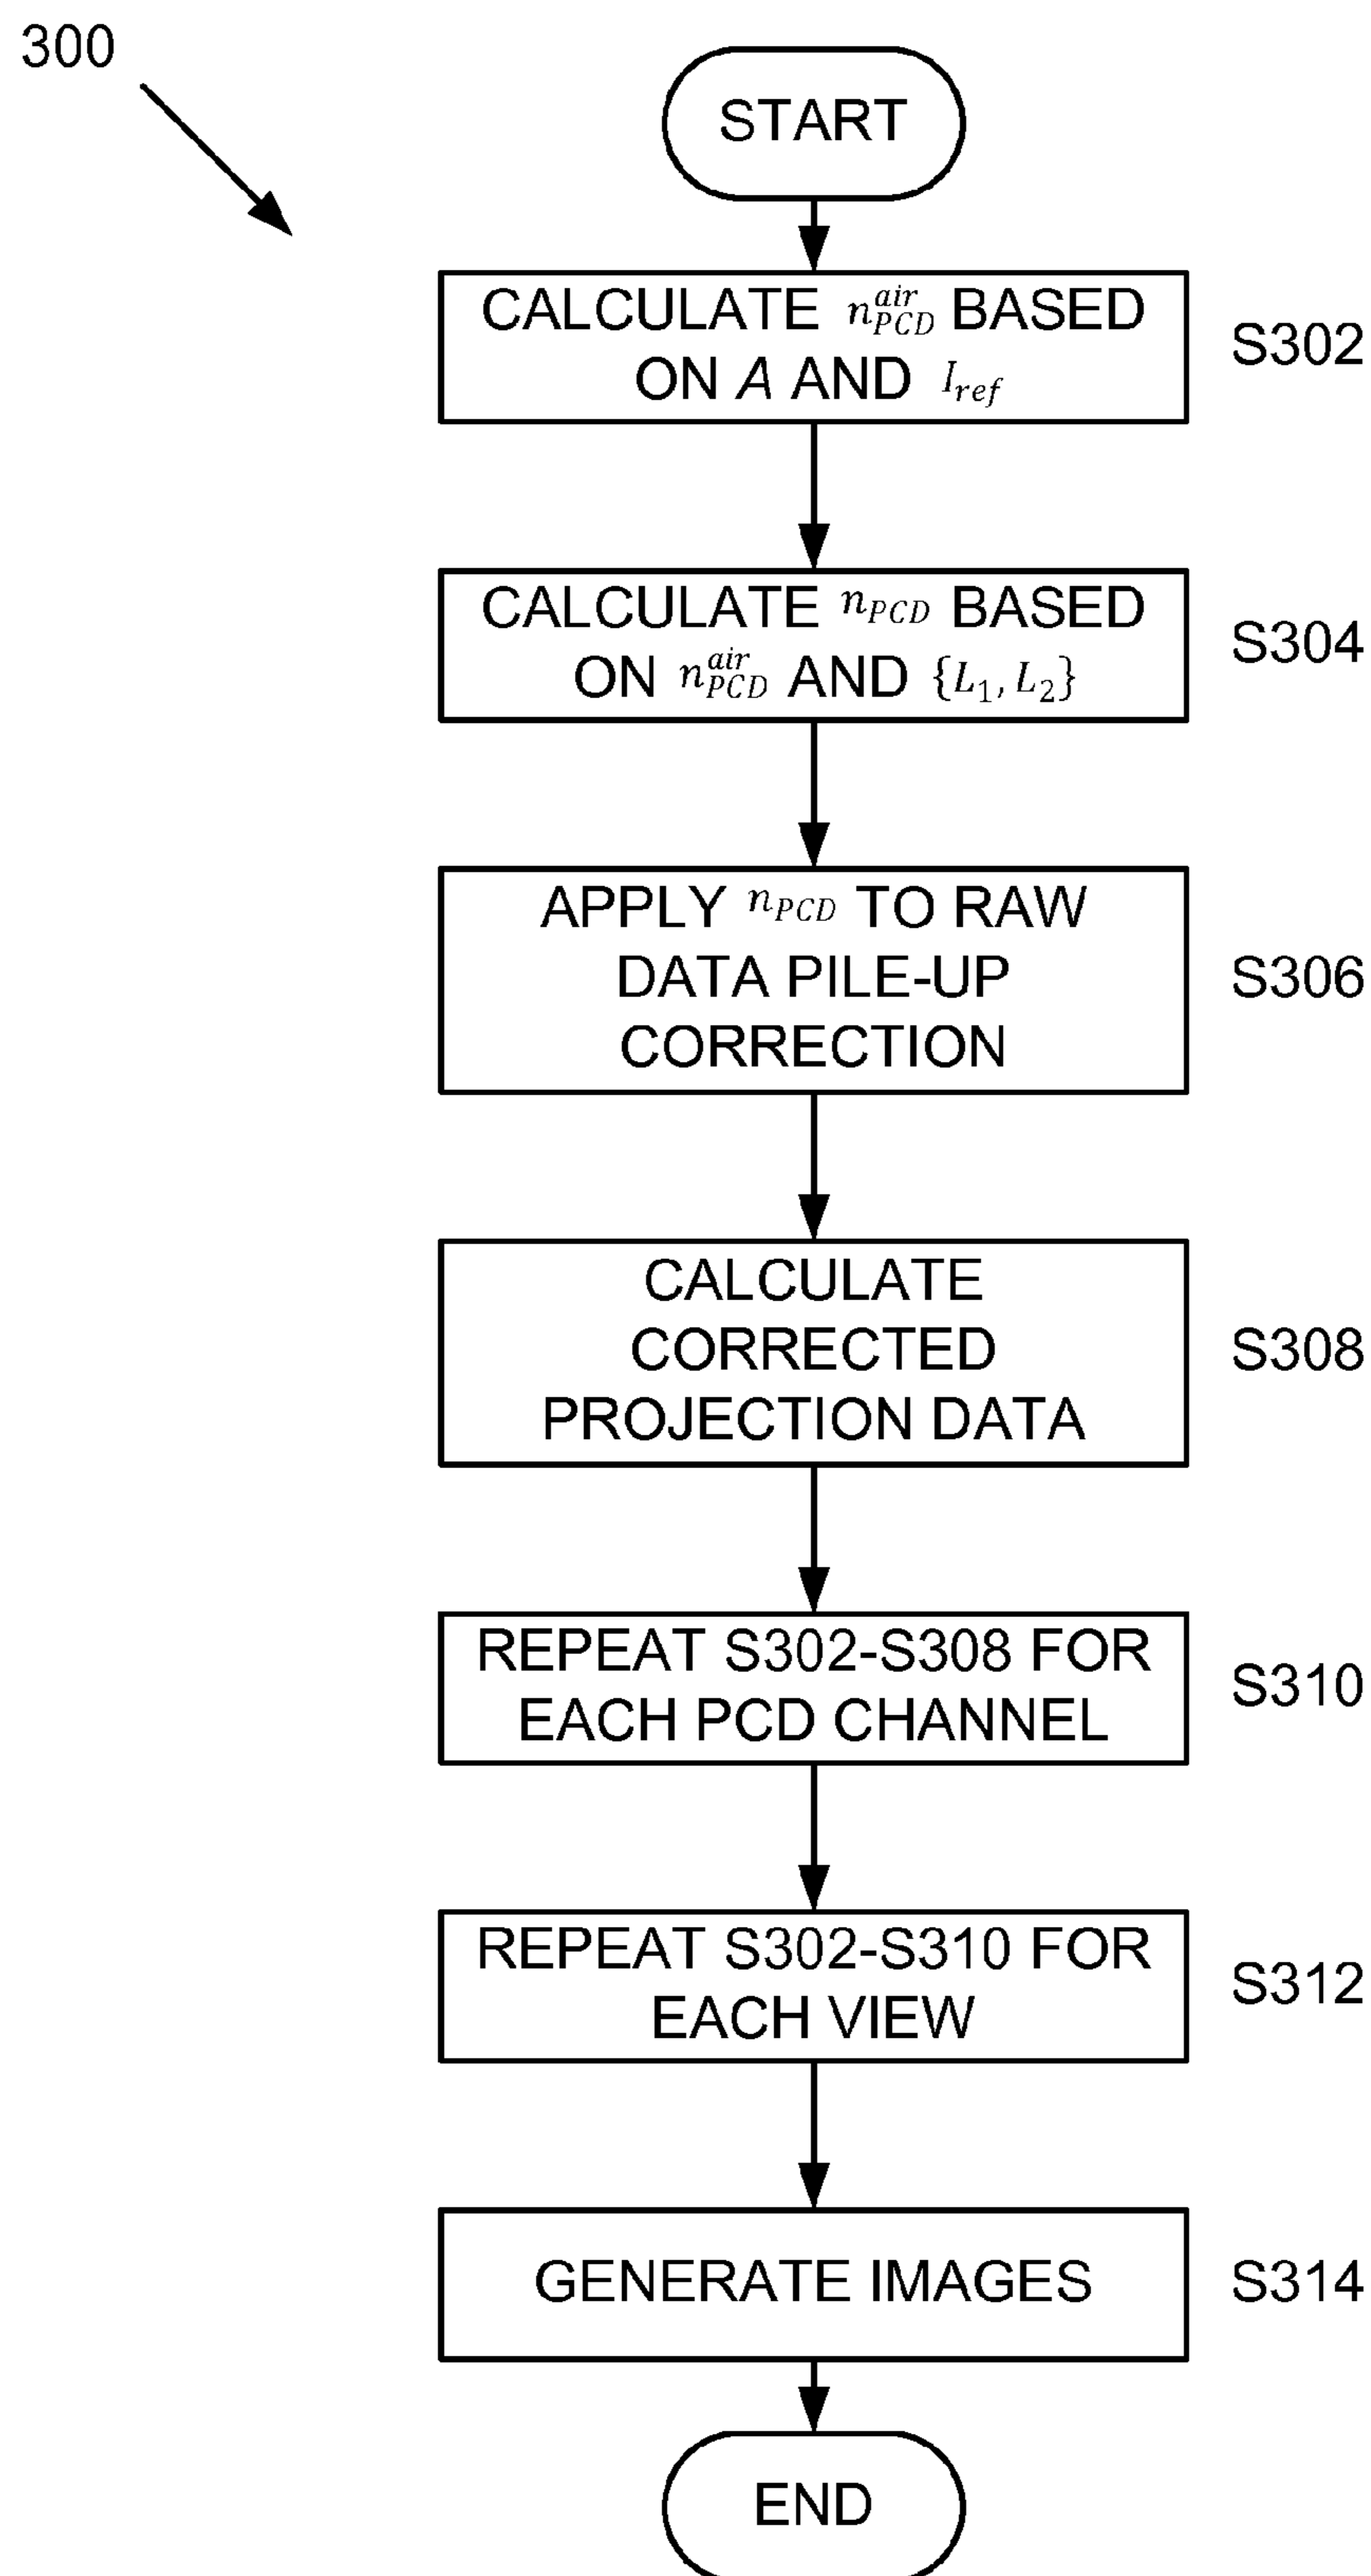 300
START
CALCULATE $n_{PCD}^{air}$ BASED
ON A AND $I_{ref}$
S302
CALCULATE $n_{PCD}$ BASED
ON $n_{PCD}^{air}$ AND $\{L_1, L_2\}$
S304
APPLY $n_{PCD}$ TO RAW
DATA PILE-UP
CORRECTION
S306
CALCULATE
CORRECTED
PROJECTION DATA
S308
REPEAT S302-S308 FOR
EACH PCD CHANNEL
S310
REPEAT S302-S310 FOR
EACH VIEW
S312
GENERATE IMAGES
S314
END